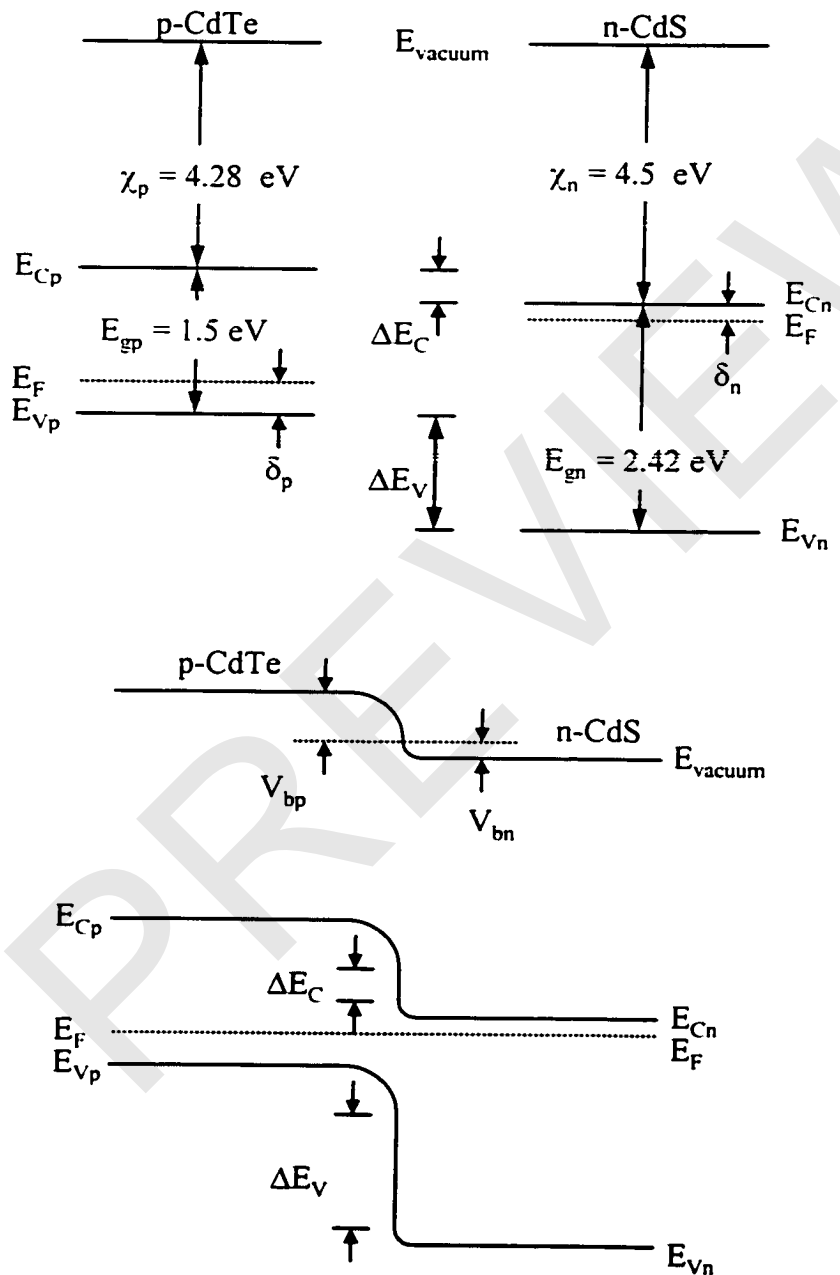 p-CdTe
E_vacuum
n-CdS
χ_p = 4.28 eV
χ_n = 4.5 eV
E_Cp
E_Cn
E_gp = 1.5 eV
ΔE_C
E_F
δ_n
E_F
E_Vp
δ_p
ΔE_V
E_gn = 2.42 eV
E_Vn
p-CdTe
n-CdS
E_vacuum
V_bp
V_bn
E_Cp
ΔE_C
E_Cn
E_F
E_F
E_Vp
ΔE_V
E_Vn
PREVIEW